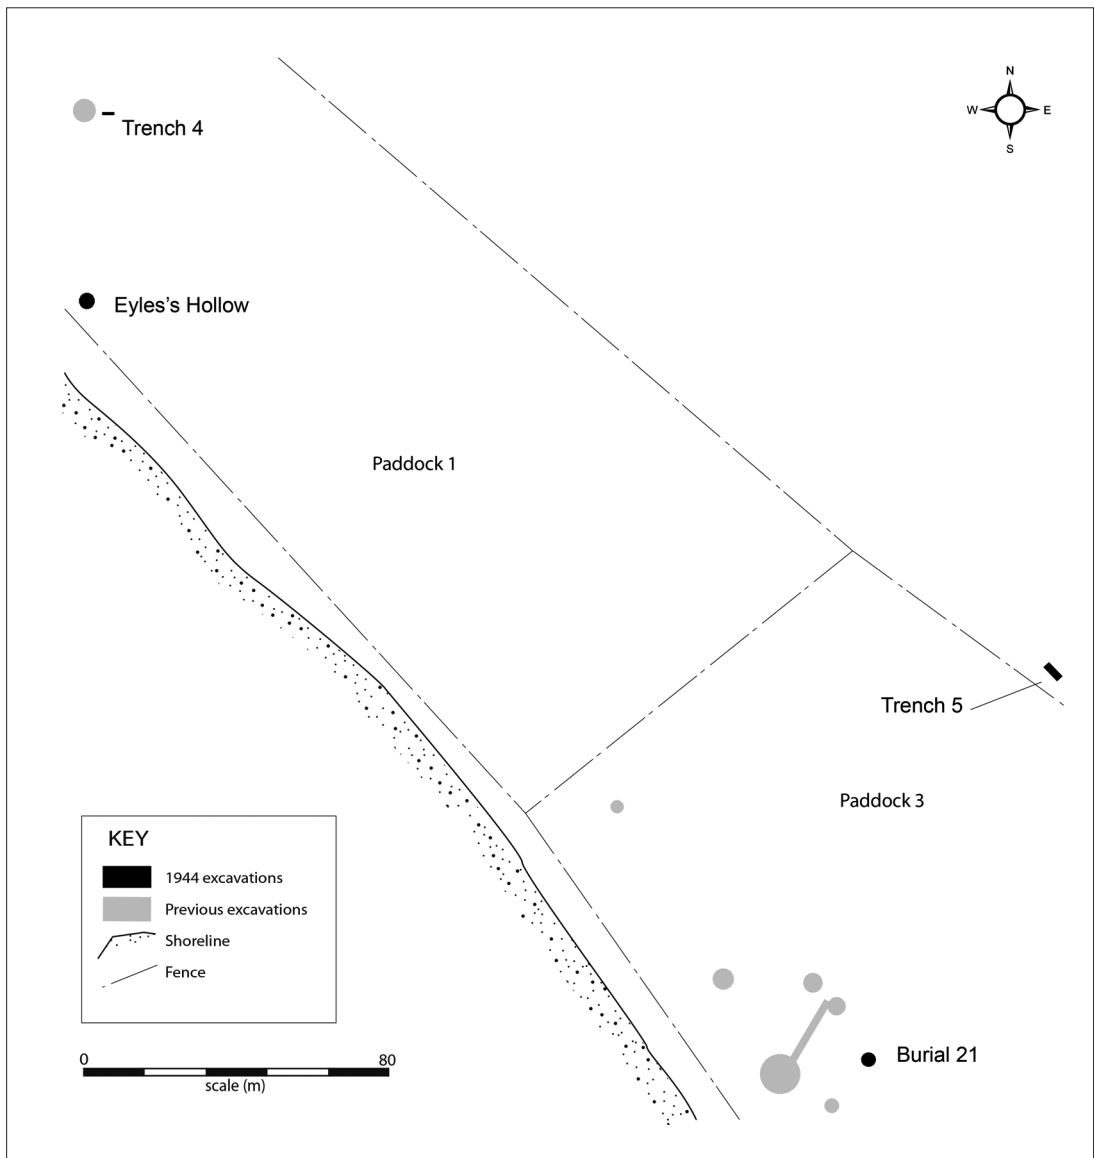 N
W E
S
Trench 4
Eyles's Hollow
Paddock 1
Trench 5
Paddock 3
KEY
1944 excavations
Previous excavations
Shoreline
Fence
Burial 21
0 80
scale (m)